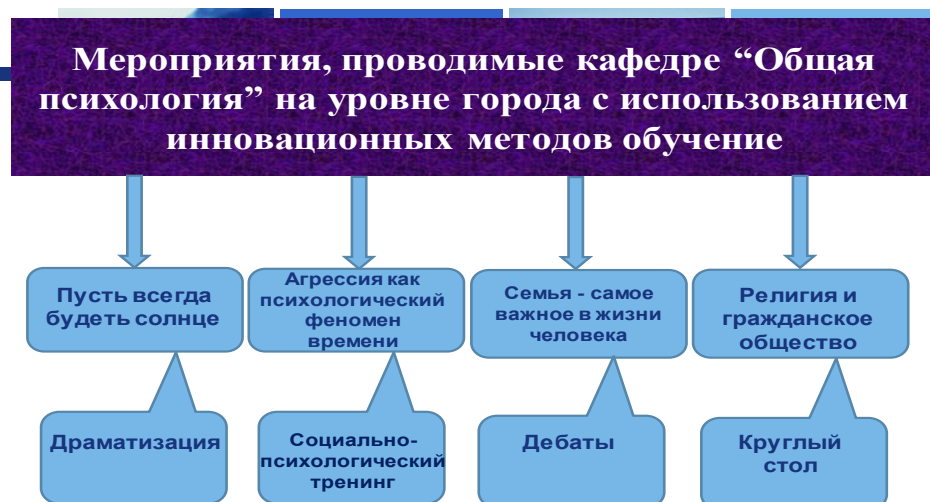 Мероприятия, проводимые кафедре “Общая
психология” на уровне города с использованием
инновационных методов обучение
Пусть всегда
будеть солнце
Агрессия как
психологический
феномен
времени
Семья - самое
важное в жизни
человека
Религия и
гражданское
общество
Драматизация
Социально-
психологический
тренинг
Дебаты
Круглый
стол